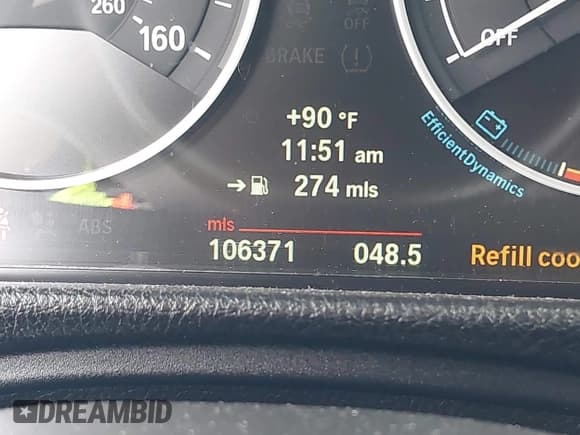 260
160
OFF
OFF
BRAKE
+90 °F
11:51 am
274 mls
EfficientDynamics
ABS
mls
106371 048.5 Refill coo
DREAMBID